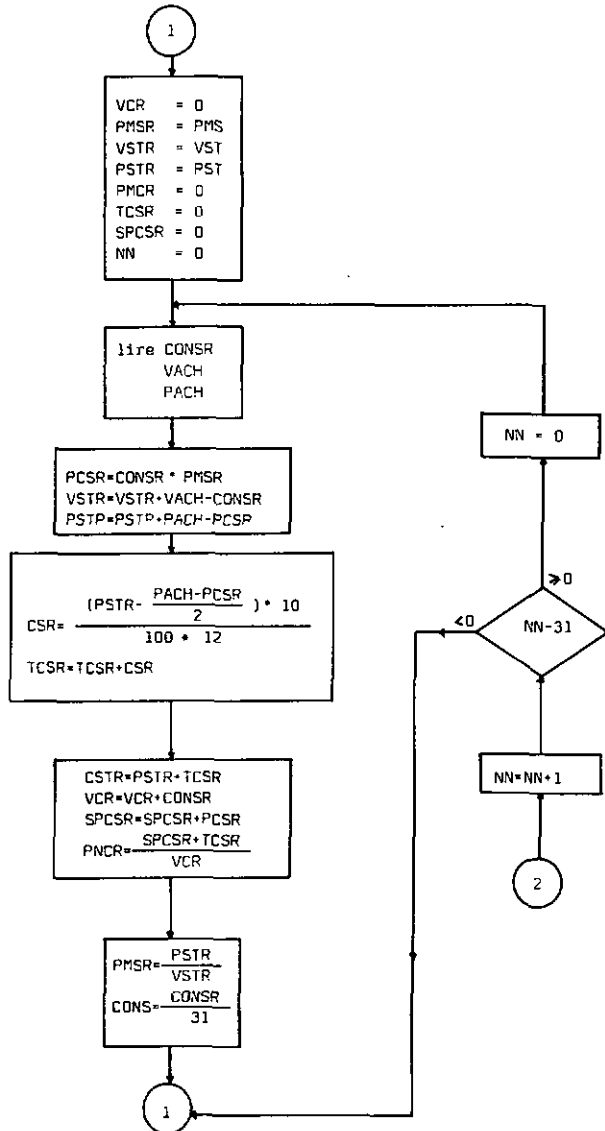 1
VCR = 0
PMSR = PMS
VSTR = VST
PSTR = PST
PMCR = 0
TCSR = 0
SPCSR = 0
NN = 0
lire CONSR
VACH
PACH
PCSR=CONSR * PMSR
VSTR=VSTR+VACH-CONSR
PSTP=PSTP+PACH-PCSR
CSR= (PSTR- PACH-PCSR / 2 ) * 10
100 * 12
TCSR=TCSR+CSR
CSTR=PSTR+TCSR
VCR=VCR+CONSR
SPCSR=SPCSR+PCSR
PNCR= SPCSR+TCSR
VCR
PMSR= PSTR
VSTR
CONS= CONSR
31
1
NN = 0
≥0
<0
NN-31
NN=NN+1
2